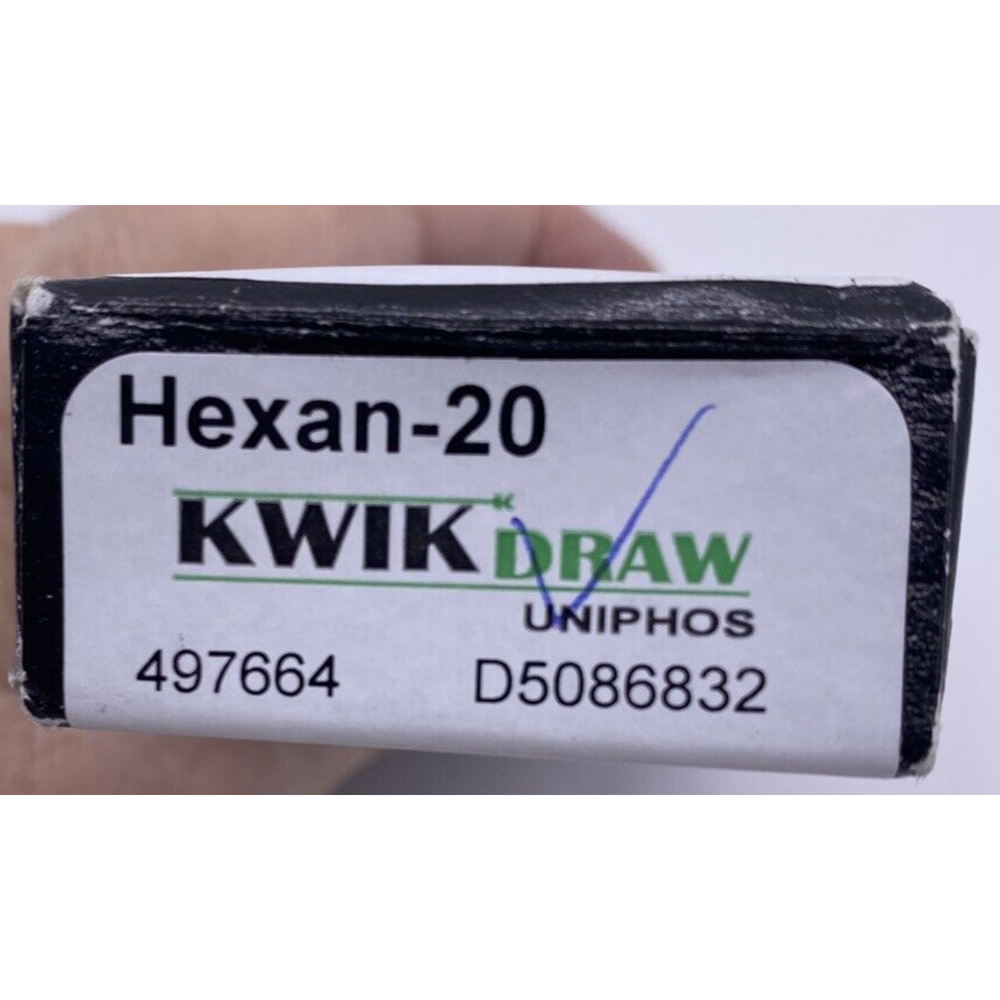 Hexan-20
KWIK DRAW
UNIPHOS
497664 D5086832